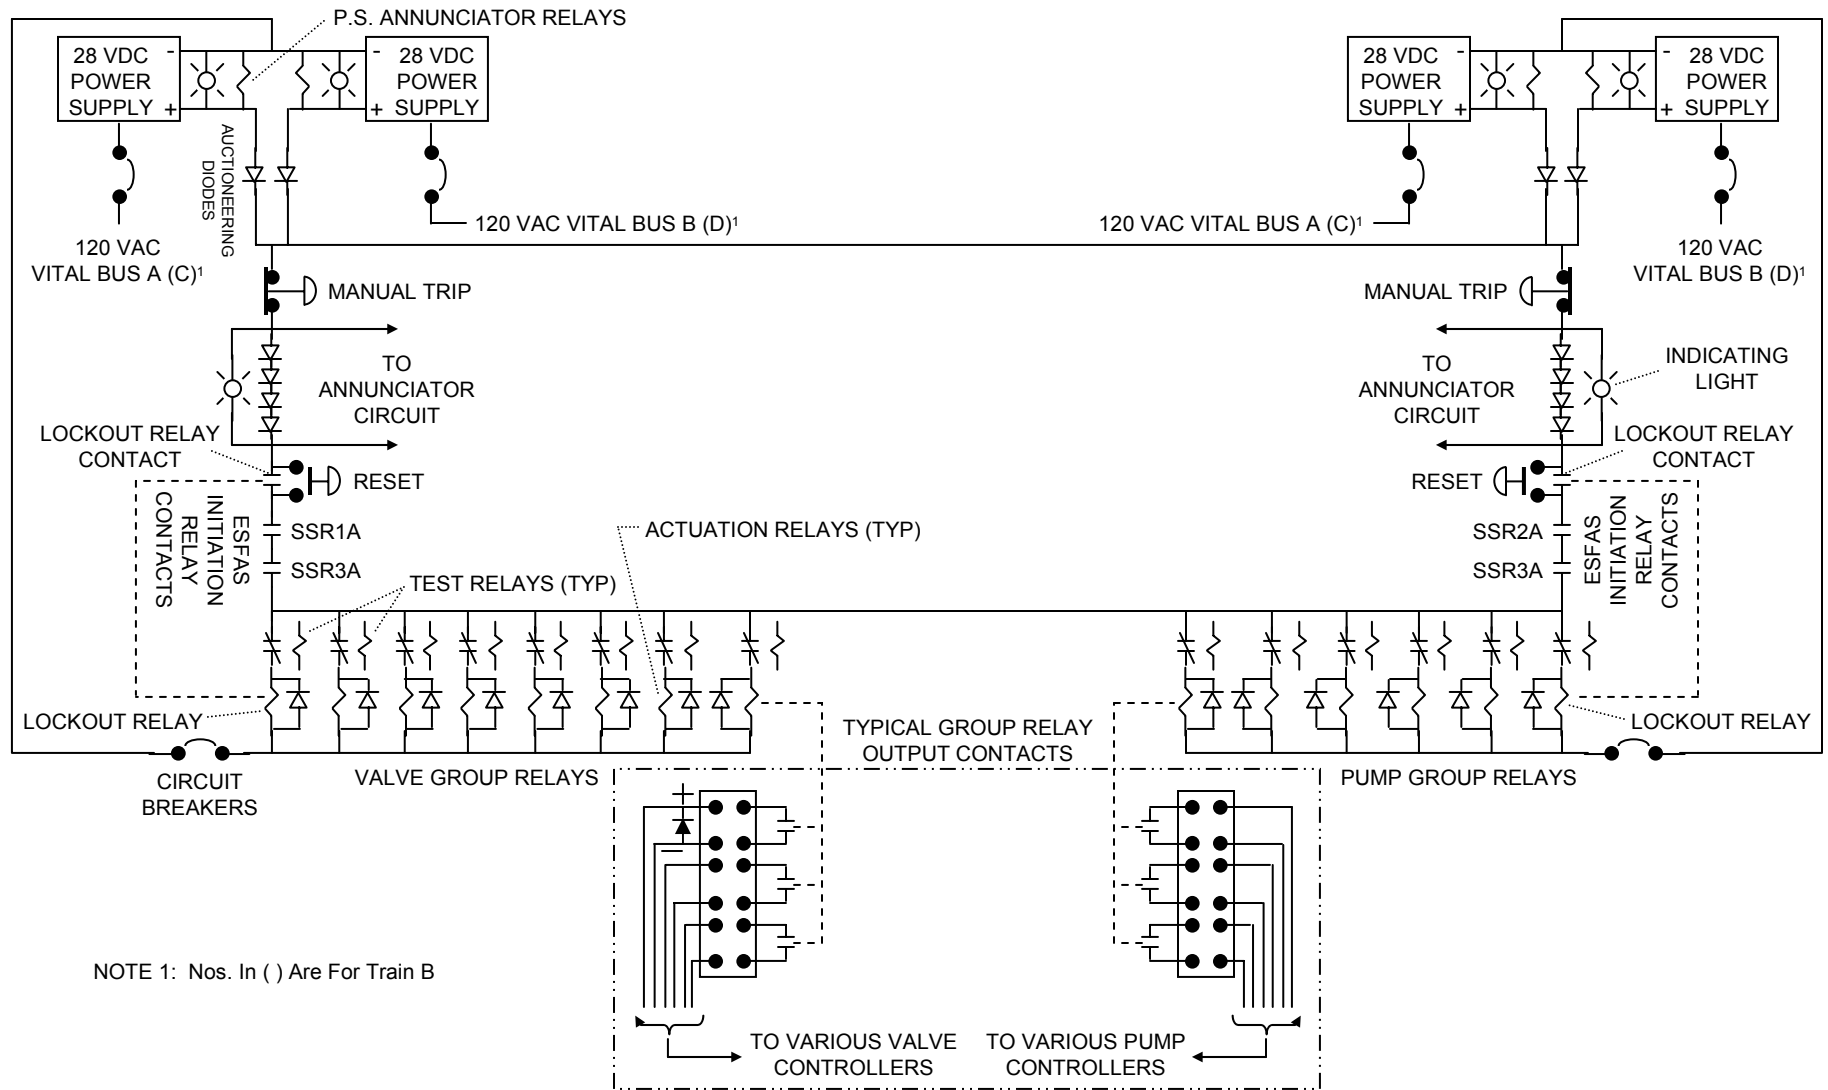 P.S. ANNUNCIATOR RELAYS
28 VDC
POWER
SUPPLY
-
+
28 VDC
POWER
SUPPLY
-
+
28 VDC
POWER
SUPPLY
-
+
28 VDC
POWER
SUPPLY
-
+
AUCTIONEERING
DIODES
120 VAC
VITAL BUS A (C)¹
120 VAC VITAL BUS B (D)¹
120 VAC VITAL BUS A (C)¹
120 VAC
VITAL BUS B (D)¹
MANUAL TRIP
MANUAL TRIP
TO
ANNUNCIATOR
CIRCUIT
TO
ANNUNCIATOR
CIRCUIT
INDICATING
LIGHT
LOCKOUT RELAY
CONTACT
RESET
RESET
LOCKOUT RELAY
CONTACT
ESFAS
INITIATION
RELAY
CONTACTS
SSR1A
SSR3A
ACTUATION RELAYS (TYP)
SSR2A
SSR3A
ESFAS
INITIATION
RELAY
CONTACTS
TEST RELAYS (TYP)
LOCKOUT RELAY
TYPICAL GROUP RELAY
OUTPUT CONTACTS
LOCKOUT RELAY
CIRCUIT
BREAKERS
VALVE GROUP RELAYS
PUMP GROUP RELAYS
+
–
NOTE 1: Nos. In ( ) Are For Train B
TO VARIOUS VALVE
CONTROLLERS
TO VARIOUS PUMP
CONTROLLERS